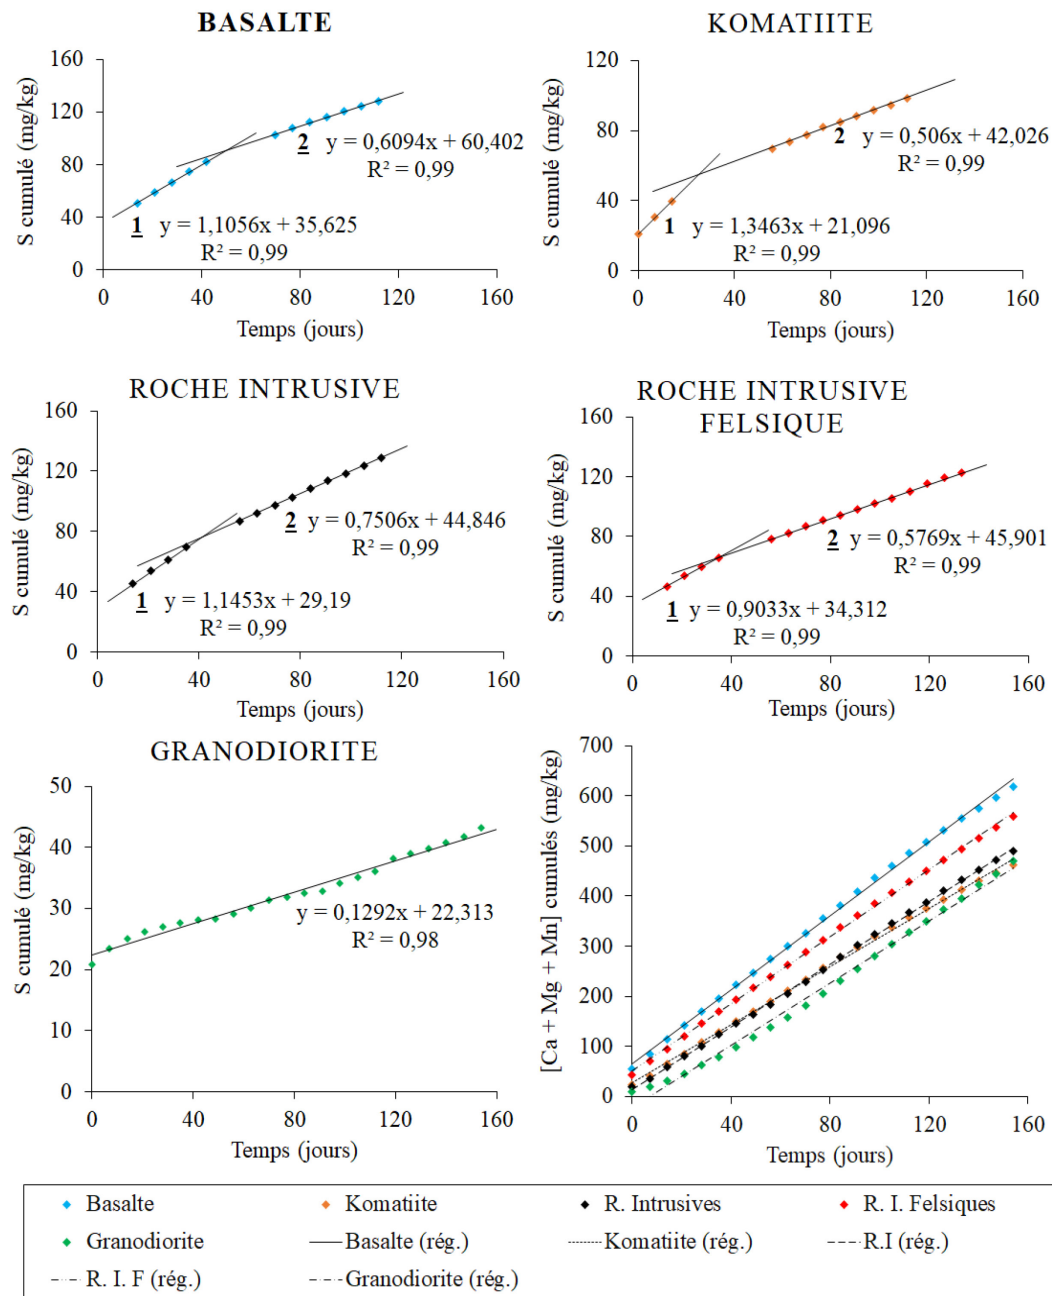 BASALTE
S cumulé (mg/kg)
160
120
80
40
0
2 y = 0,6094x + 60,402
R² = 0,99
1 y = 1,1056x + 35,625
R² = 0,99
0 40 80 120 160
Temps (jours)
KOMATIITE
S cumulé (mg/kg)
120
80
40
0
2 y = 0,506x + 42,026
R² = 0,99
1 y = 1,3463x + 21,096
R² = 0,99
0 40 80 120 160
Temps (jours)
ROCHE INTRUSIVE
S cumulé (mg/kg)
160
120
80
40
0
2 y = 0,7506x + 44,846
R² = 0,99
1 y = 1,1453x + 29,19
R² = 0,99
0 40 80 120 160
Temps (jours)
ROCHE INTRUSIVE
FELSIQUE
S cumulé (mg/kg)
160
120
80
40
0
2 y = 0,5769x + 45,901
R² = 0,99
1 y = 0,9033x + 34,312
R² = 0,99
0 40 80 120 160
Temps (jours)
GRANODIORITE
S cumulé (mg/kg)
50
40
30
20
10
0
y = 0,1292x + 22,313
R² = 0,98
0 40 80 120 160
Temps (jours)
[Ca + Mg + Mn] cumulés (mg/kg)
700
600
500
400
300
200
100
0
0 40 80 120 160
Temps (jours)
Basalte Komatiite R. Intrusives R. I. Felsiques
Granodiorite Basalte (rég.) Komatiite (rég.) R.I (rég.)
R. I. F (rég.) Granodiorite (rég.)